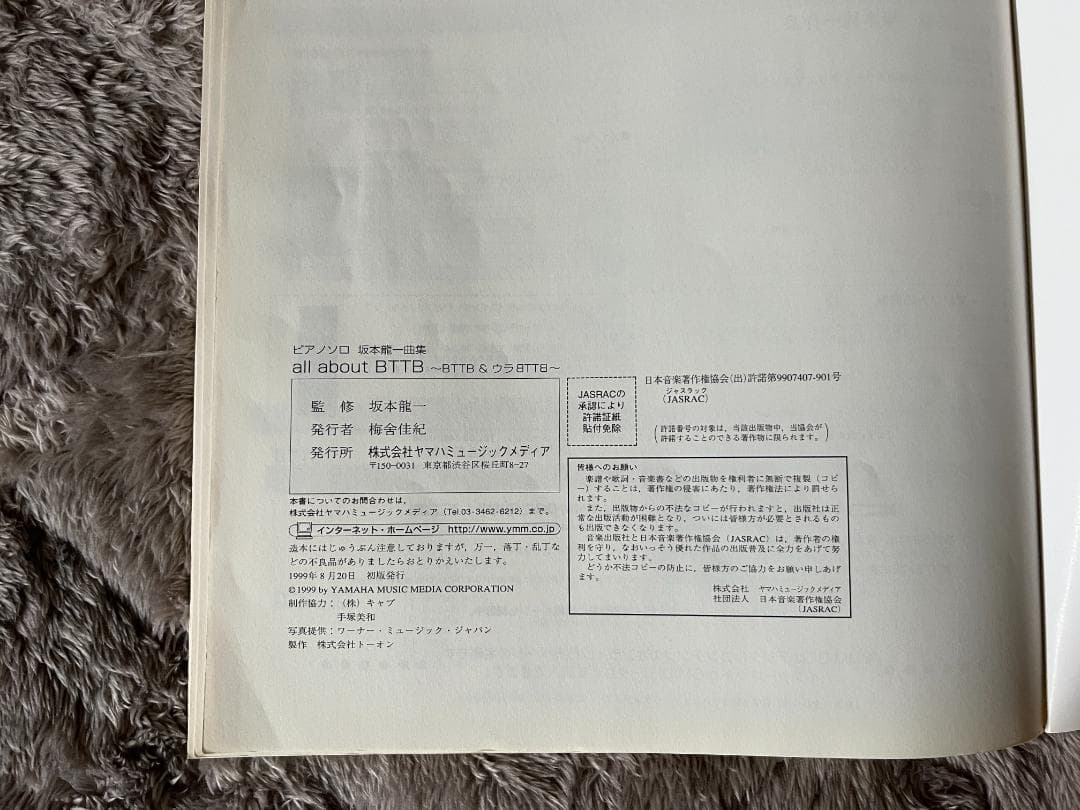 ピアノソロ 坂本龍一曲集
all about BTTB 〜BTTB & ウラBTTB〜
監 修 坂本龍一
発行者 梅舎佳紀
発行所 株式会社ヤマハミュージックメディア
〒150-0031 東京都渋谷区桜丘町8-27
本書についてのお問合わせは、
株式会社ヤマハミュージックメディア（Tel.03-3462-6212）まで。
インターネット・ホームページ http://www.ymm.co.jp
造本にはじゅうぶん注意しておりますが，万一，落丁・乱丁な
どの不良品がありましたらおとりかえいたします。
1999年8月20日 初版発行
©1999 by YAMAHA MUSIC MEDIA CORPORATION
制作協力：（株）キャブ
手塚美和
写真提供：ワーナー・ミュージック・ジャパン
製作 株式会社トーオン
JASRACの
承認により
許諾証紙
貼付免除
日本音楽著作権協会(出)許諾第9907407-901号
ジャスラック
（JASRAC）
（許諾番号の対象は，当該出版物中，当協会が
許諾することのできる著作物に限られます。）
皆様へのお願い
楽譜や歌詞・音楽書などの出版物を権利者に無断で複製（コピ
ー）することは，著作権の侵害にあたり，著作権法により罰せら
れます。
また，出版物からの不法なコピーが行われますと，出版社は正
常な出版活動が困難となり，ついには皆様方が必要とされるもの
も出版できなくなります。
音楽出版社と日本音楽著作権協会（JASRAC）は，著作者の権
利を守り，なおいっそう優れた作品の出版普及に全力をあげて努
力してまいります。
どうか不法コピーの防止に，皆様方のご協力をお願い申しあげ
ます。
株式会社 ヤマハミュージックメディア
社団法人 日本音楽著作権協会
（JASRAC）